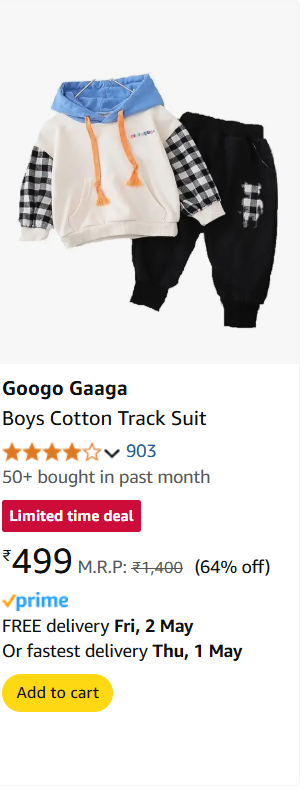 Googo Gaaga
Boys Cotton Track Suit
903
50+ bought in past month
Limited time deal
₹499 M.R.P: ₹1,400 (64% off)
prime
FREE delivery Fri, 2 May
Or fastest delivery Thu, 1 May
Add to cart